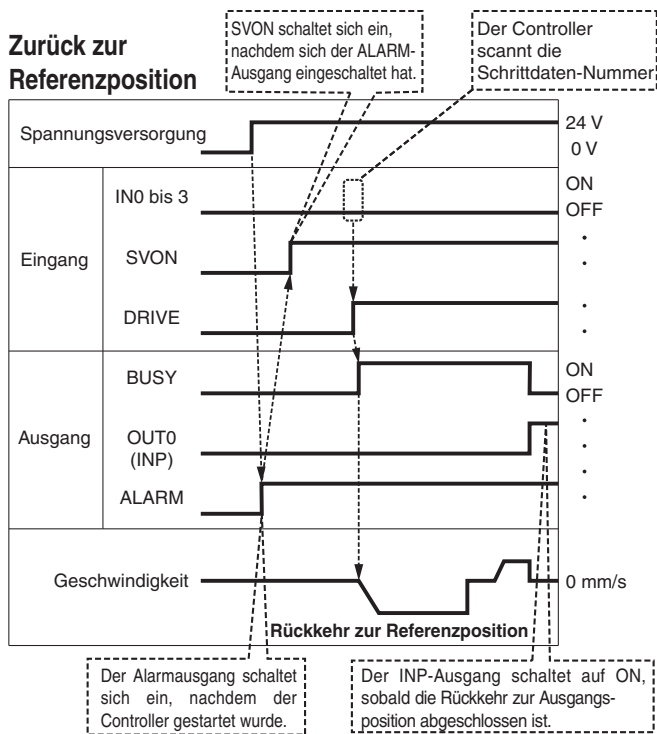 Zurück zur
Referenzposition
SVON schaltet sich ein,
nachdem sich der ALARM-
Ausgang eingeschaltet hat.
Der Controller
scannt die
Schrittdaten-Nummer
Spannungsversorgung
24 V
0 V
Eingang
IN0 bis 3
ON
OFF
SVON
DRIVE
Ausgang
BUSY
ON
OFF
OUT0
(INP)
ALARM
Geschwindigkeit
0 mm/s
Rückkehr zur Referenzposition
Der Alarmausgang schaltet
sich ein, nachdem der
Controller gestartet wurde.
Der INP-Ausgang schaltet auf ON,
sobald die Rückkehr zur Ausgangs-
position abgeschlossen ist.